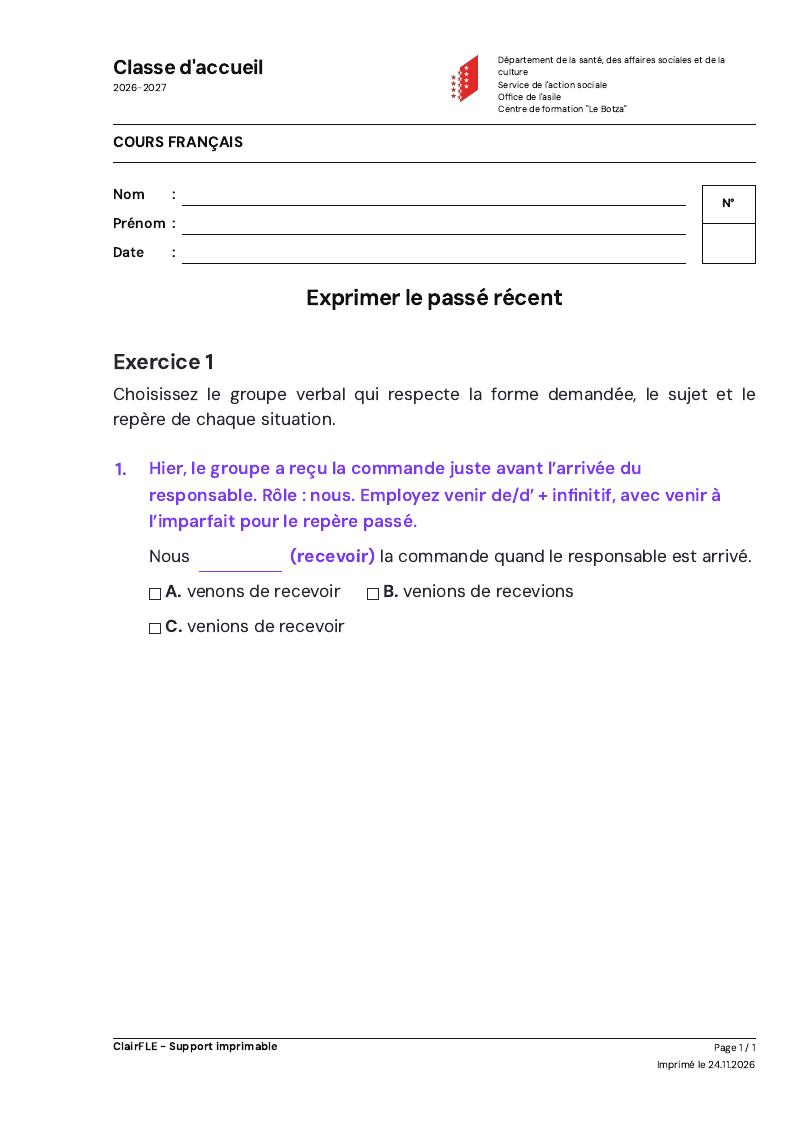 Classe d'accueil
2026-2027
Département de la santé, des affaires sociales et de la
culture
Service de l'action sociale
Office de l'asile
Centre de formation "Le Botza"
COURS FRANÇAIS
Nom :
Prénom :
Date :
N°
Exprimer le passé récent
Exercice 1
Choisissez le groupe verbal qui respecte la forme demandée, le sujet et le
repère de chaque situation.
1. Hier, le groupe a reçu la commande juste avant l’arrivée du
responsable. Rôle : nous. Employez venir de/d’ + infinitif, avec venir à
l’imparfait pour le repère passé.
Nous ________ (recevoir) la commande quand le responsable est arrivé.
A. venons de recevoir B. venions de recevions
C. venions de recevoir
ClairFLE - Support imprimable
Page 1 / 1
Imprimé le 24.11.2026